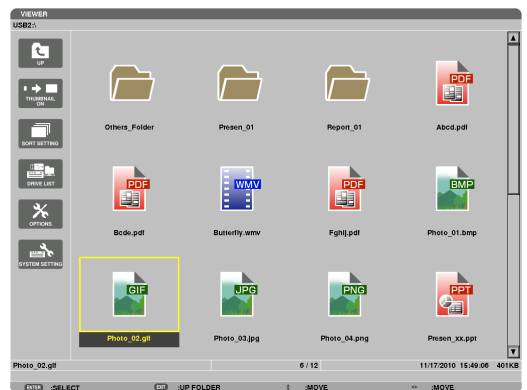 VIEWER
USB2:\
UP
THUMBNAIL
ON
SORT SETTING
DRIVE LIST
OPTIONS
SYSTEM SETTING
Others_Folder
Presen_01
Report_01
PDF
Abcd.pdf
PDF
Bcde.pdf
WMV
Butterfly.wmv
PDF
Fghij.pdf
BMP
Photo_01.bmp
GIF
Photo_02.gif
JPG
Photo_03.jpg
PNG
Photo_04.png
PPT
Presen_xx.ppt
Photo_02.gif 6 / 12 11/17/2010 15:49:06 401KB
ENTER :SELECT EXIT :UP FOLDER :MOVE :MOVE